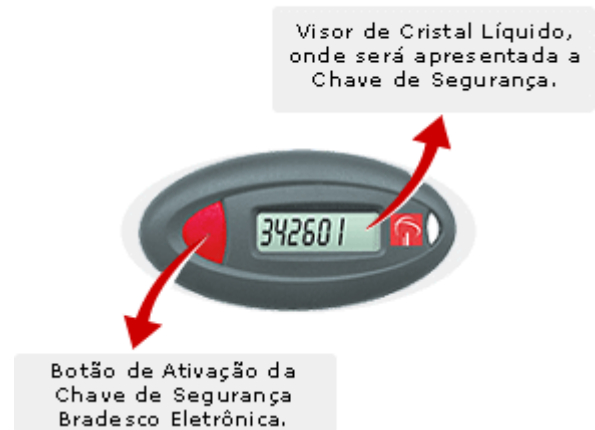 Visor de Cristal Líquido,
onde será apresentada a
Chave de Segurança.
342601
Botão de Ativação da
Chave de Segurança
Bradesco Eletrônica.